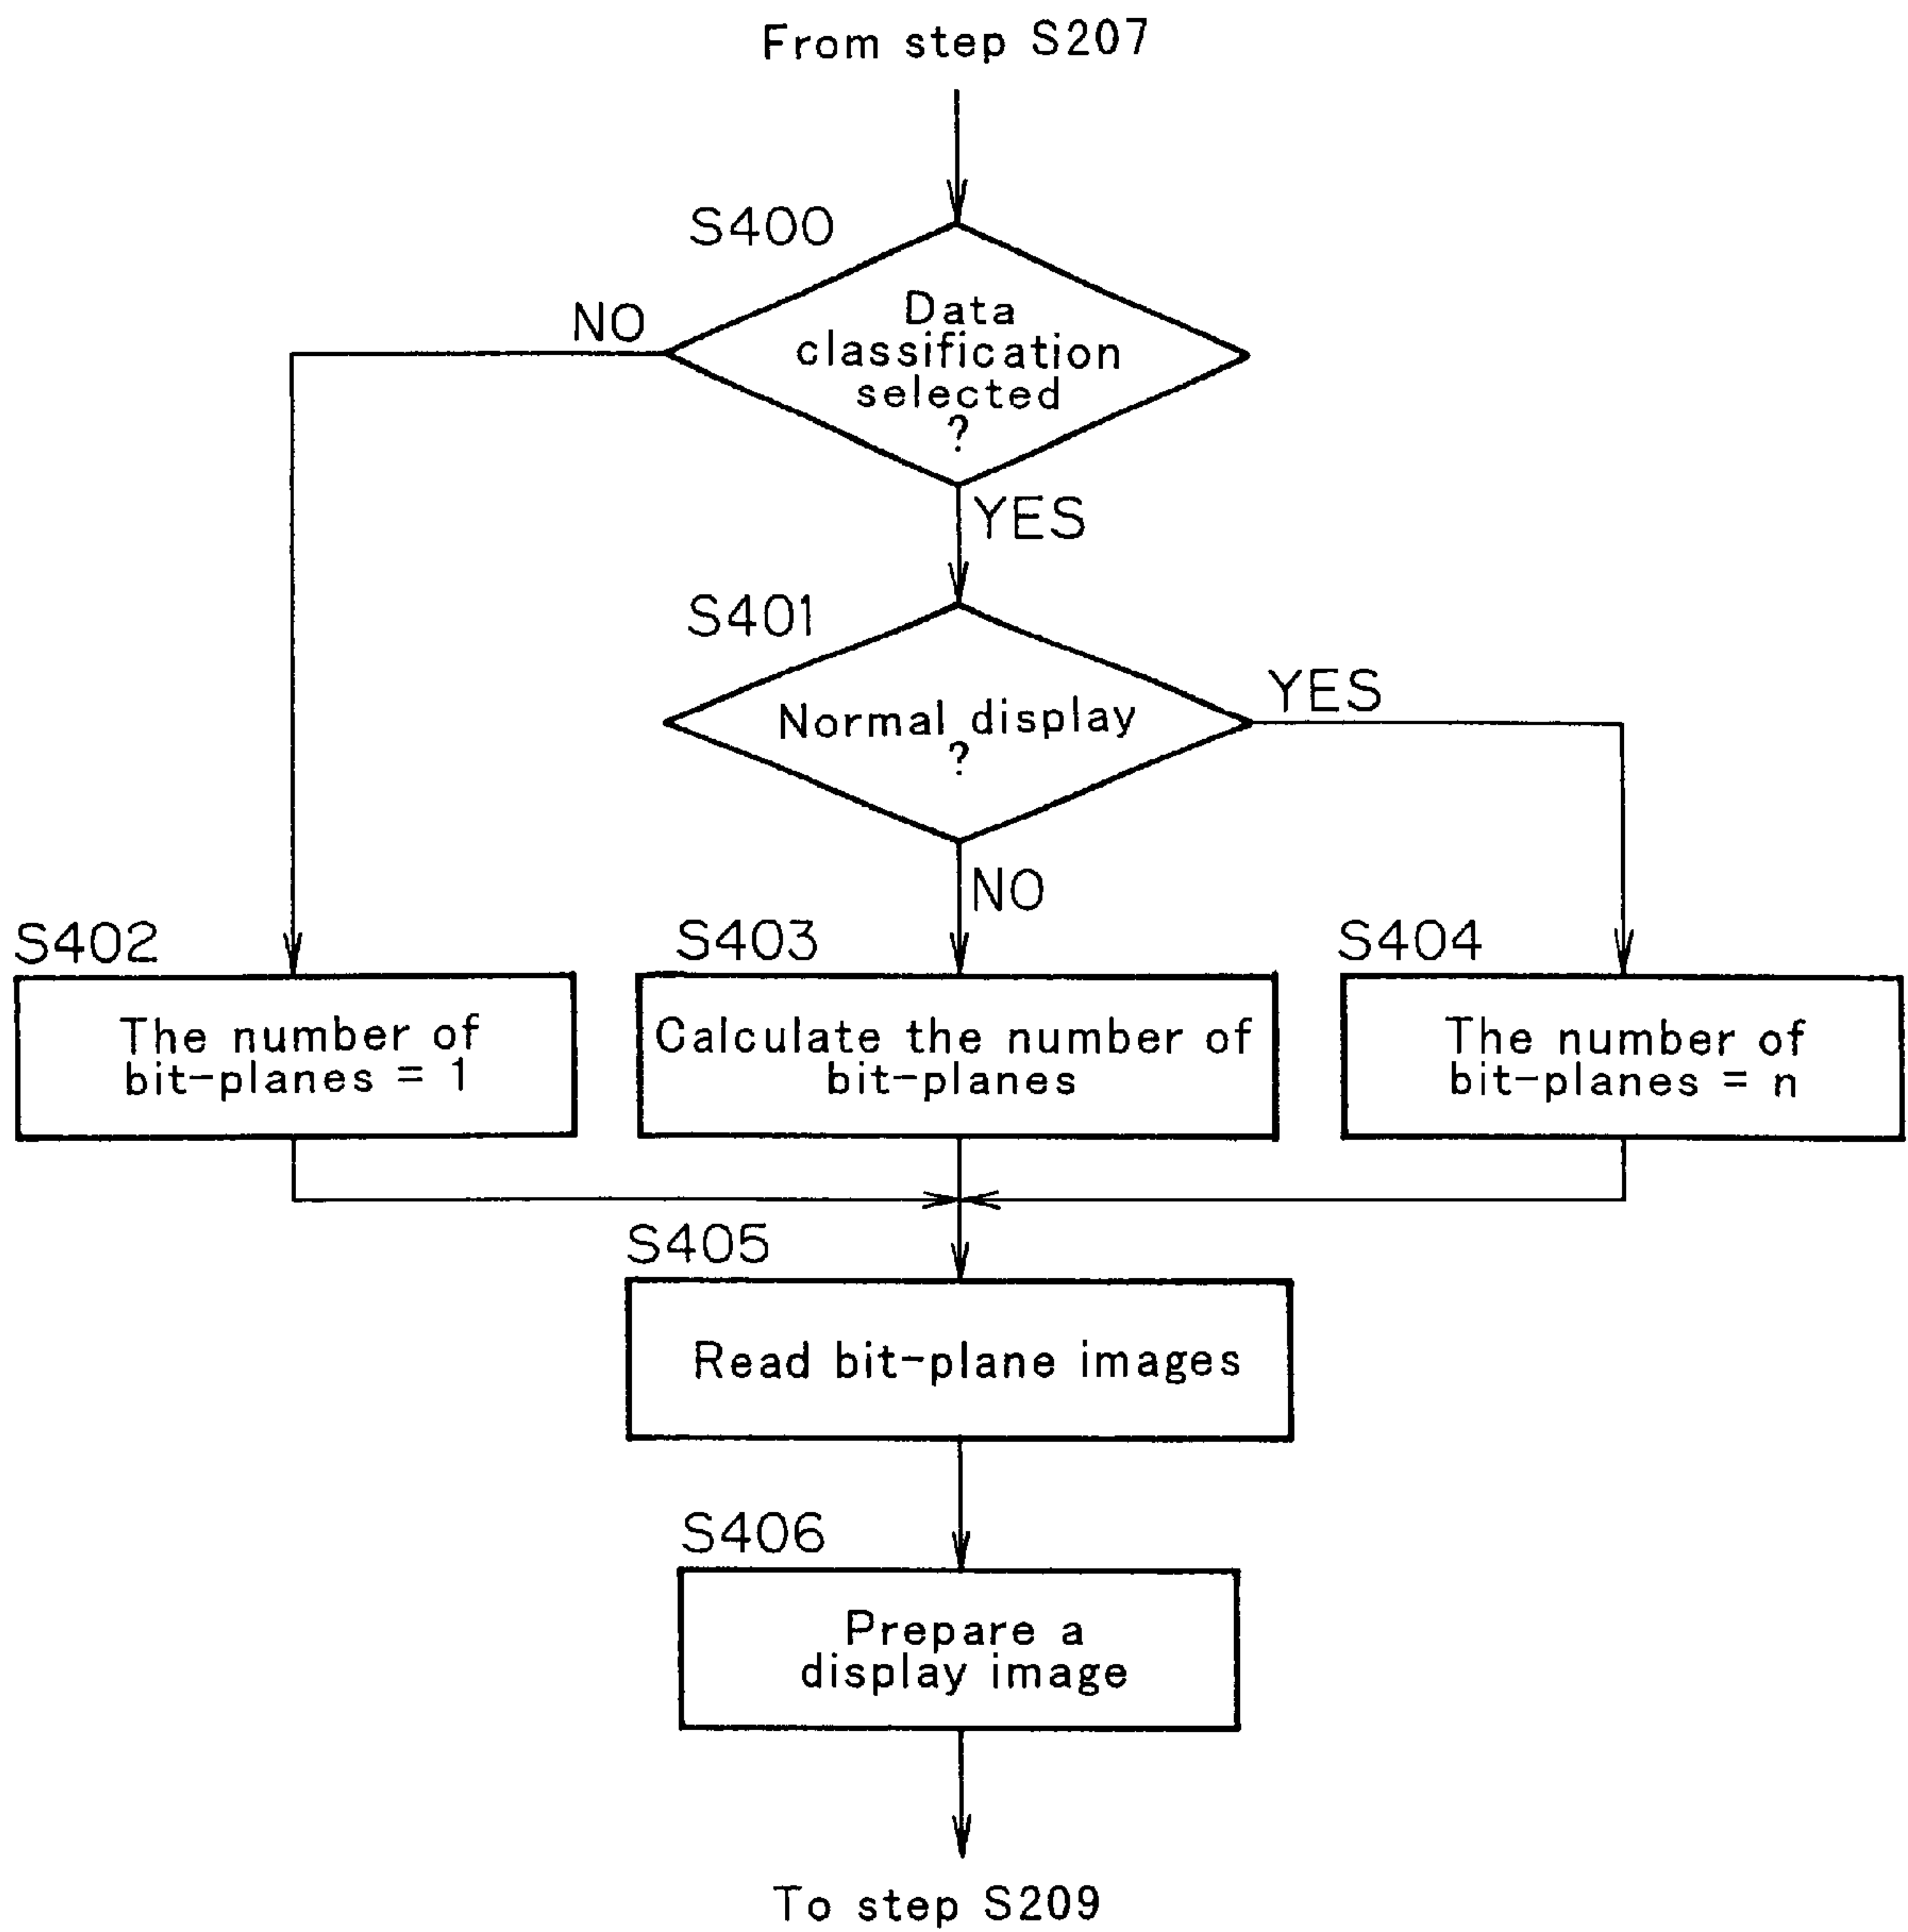 From step S207
S400
NO
Data
classification
selected
?
YES
S401
YES
Normal display
?
NO
S402
S403
S404
The number of
bit-planes = 1
Calculate the number of
bit-planes
The number of
bit-planes = n
S405
Read bit-plane images
S406
Prepare a
display image
To step S209